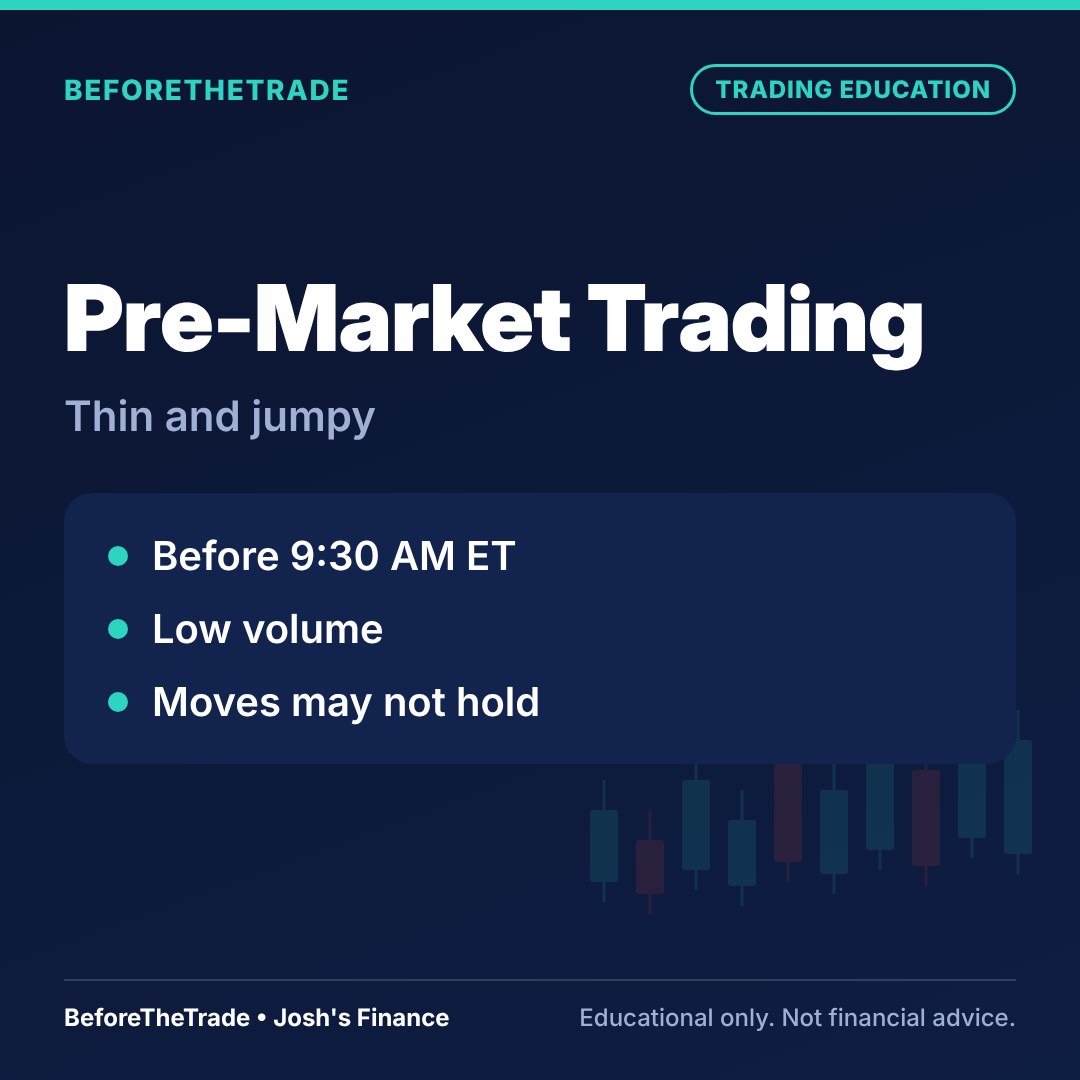 BEFORETHETRADE
TRADING EDUCATION
Pre-Market Trading
Thin and jumpy
Before 9:30 AM ET
Low volume
Moves may not hold
BeforeTheTrade • Josh's Finance
Educational only. Not financial advice.